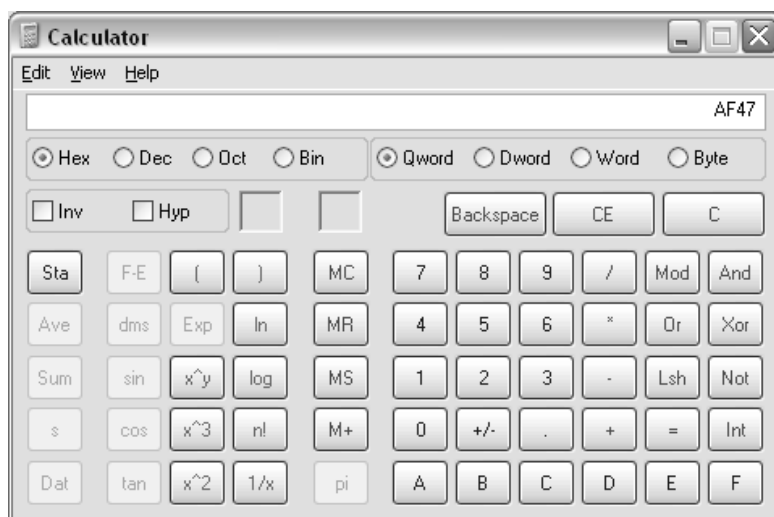 Calculator
Edit View Help
AF47
Hex Dec Oct Bin Qword Dword Word Byte
Inv Hyp Backspace CE C
Sta F-E ( ) MC 7 8 9 / Mod And
Ave dms Exp ln MR 4 5 6 * Or Xor
Sum sin x^y log MS 1 2 3 - Lsh Not
s cos x^3 n! M+ 0 +/- . + = Int
Dat tan x^2 1/x pi A B C D E F